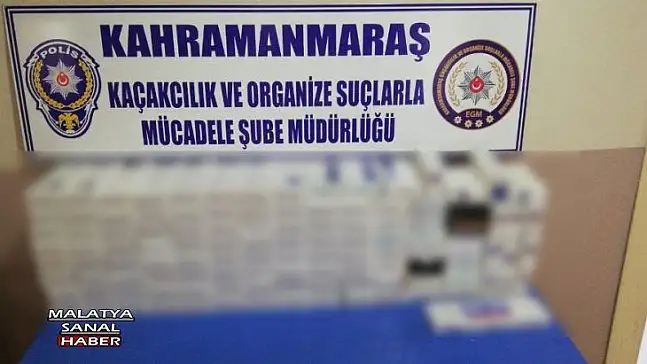 KAHRAMANMARAŞ
KAÇAKCILIK VE ORGANİZE SUÇLARLA
MÜCADELE ŞUBE MÜDÜRLÜĞÜ
POLİS
EGM
MALATYA
SANAL
HABER